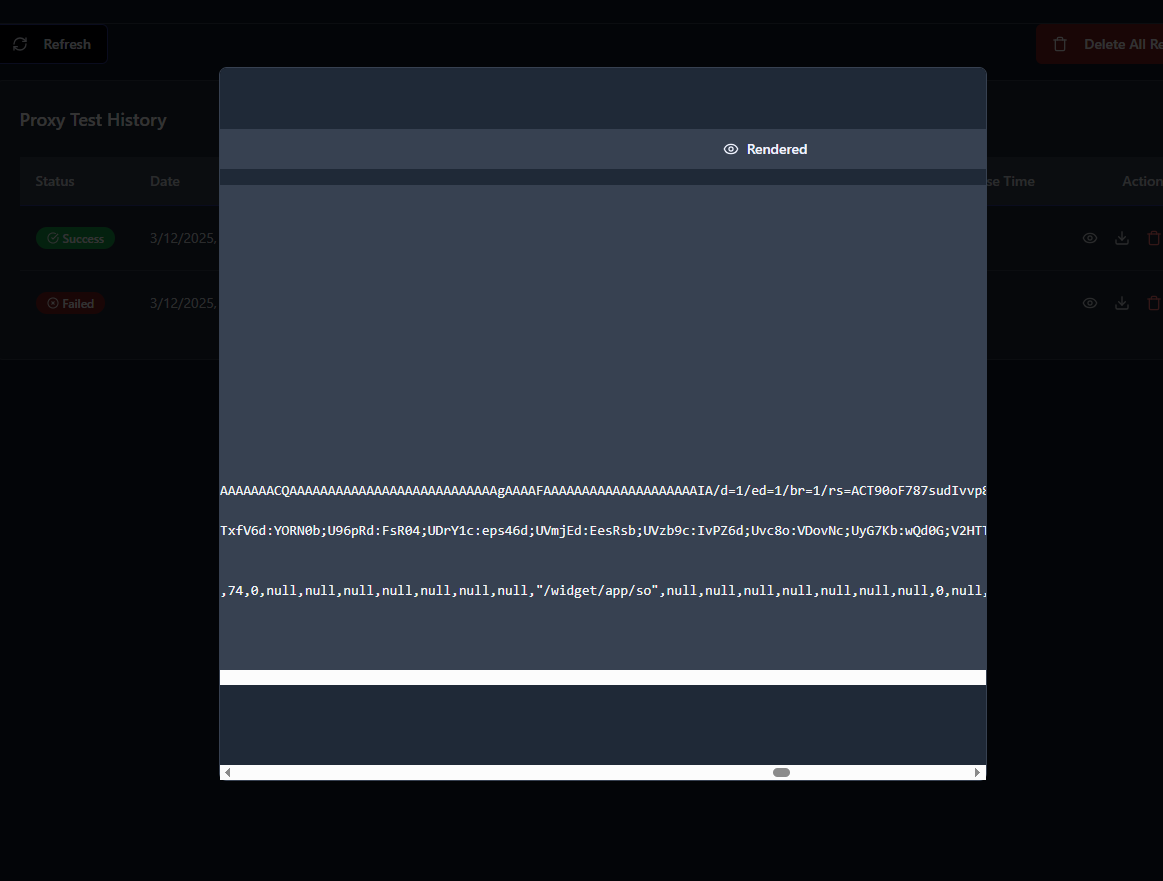 Refresh
Delete All Re
Proxy Test History
Rendered
Status
Date
se Time
Action
Success
3/12/2025,
Failed
3/12/2025,
AAAAAAACQAAAAAAAAAAAAAAAAAAAAAAAAAAAgAAAAFAAAAAAAAAAAAAAAAAAAAIA/d=1/ed=1/br=1/rs=ACT90oF787sudIvvp8
TxfV6d:YORN0b;U96pRd:FsR04;UDrY1c:eps46d;UVmjEd:EesRsb;UVzb9c:IvPZ6d;Uvc8o:VDovNc;UyG7Kb:wQd0G;V2HTT
,74,0,null,null,null,null,null,null,null,"/widget/app/so",null,null,null,null,null,null,null,0,null,